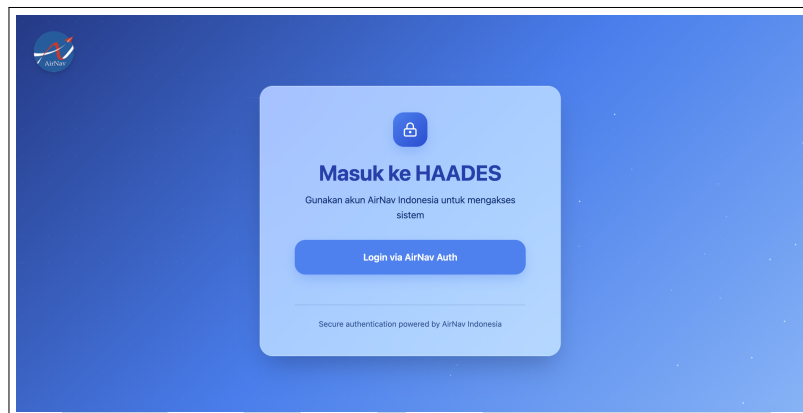 AirNav
Masuk ke HAADES
Gunakan akun AirNav Indonesia untuk mengakses
sistem
Login via AirNav Auth
Secure authentication powered by AirNav Indonesia